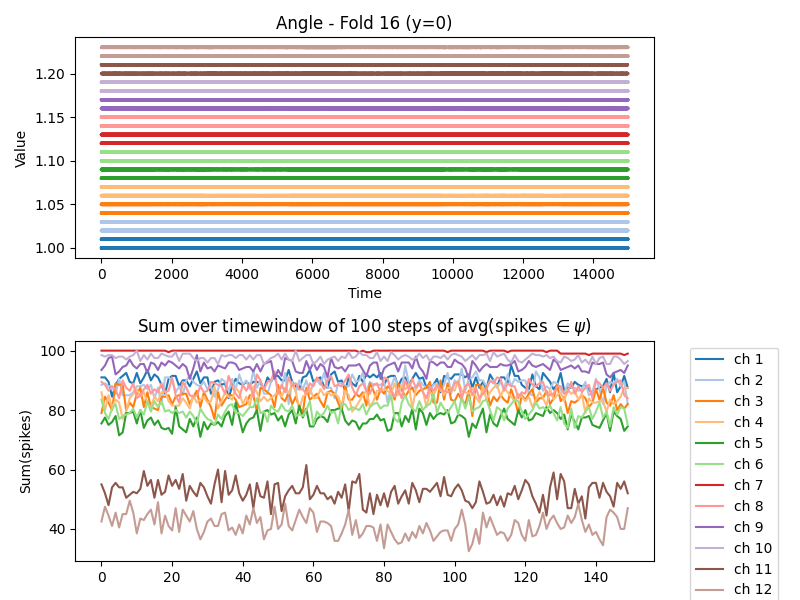 Angle - Fold 16 (y=0)
Value
1.20
1.15
1.10
1.05
1.00
0 2000 4000 6000 8000 10000 12000 14000
Time
Sum over timewindow of 100 steps of avg(spikes ∈ ψ)
Sum(spikes)
100
80
60
40
0 20 40 60 80 100 120 140
ch 1
ch 2
ch 3
ch 4
ch 5
ch 6
ch 7
ch 8
ch 9
ch 10
ch 11
ch 12